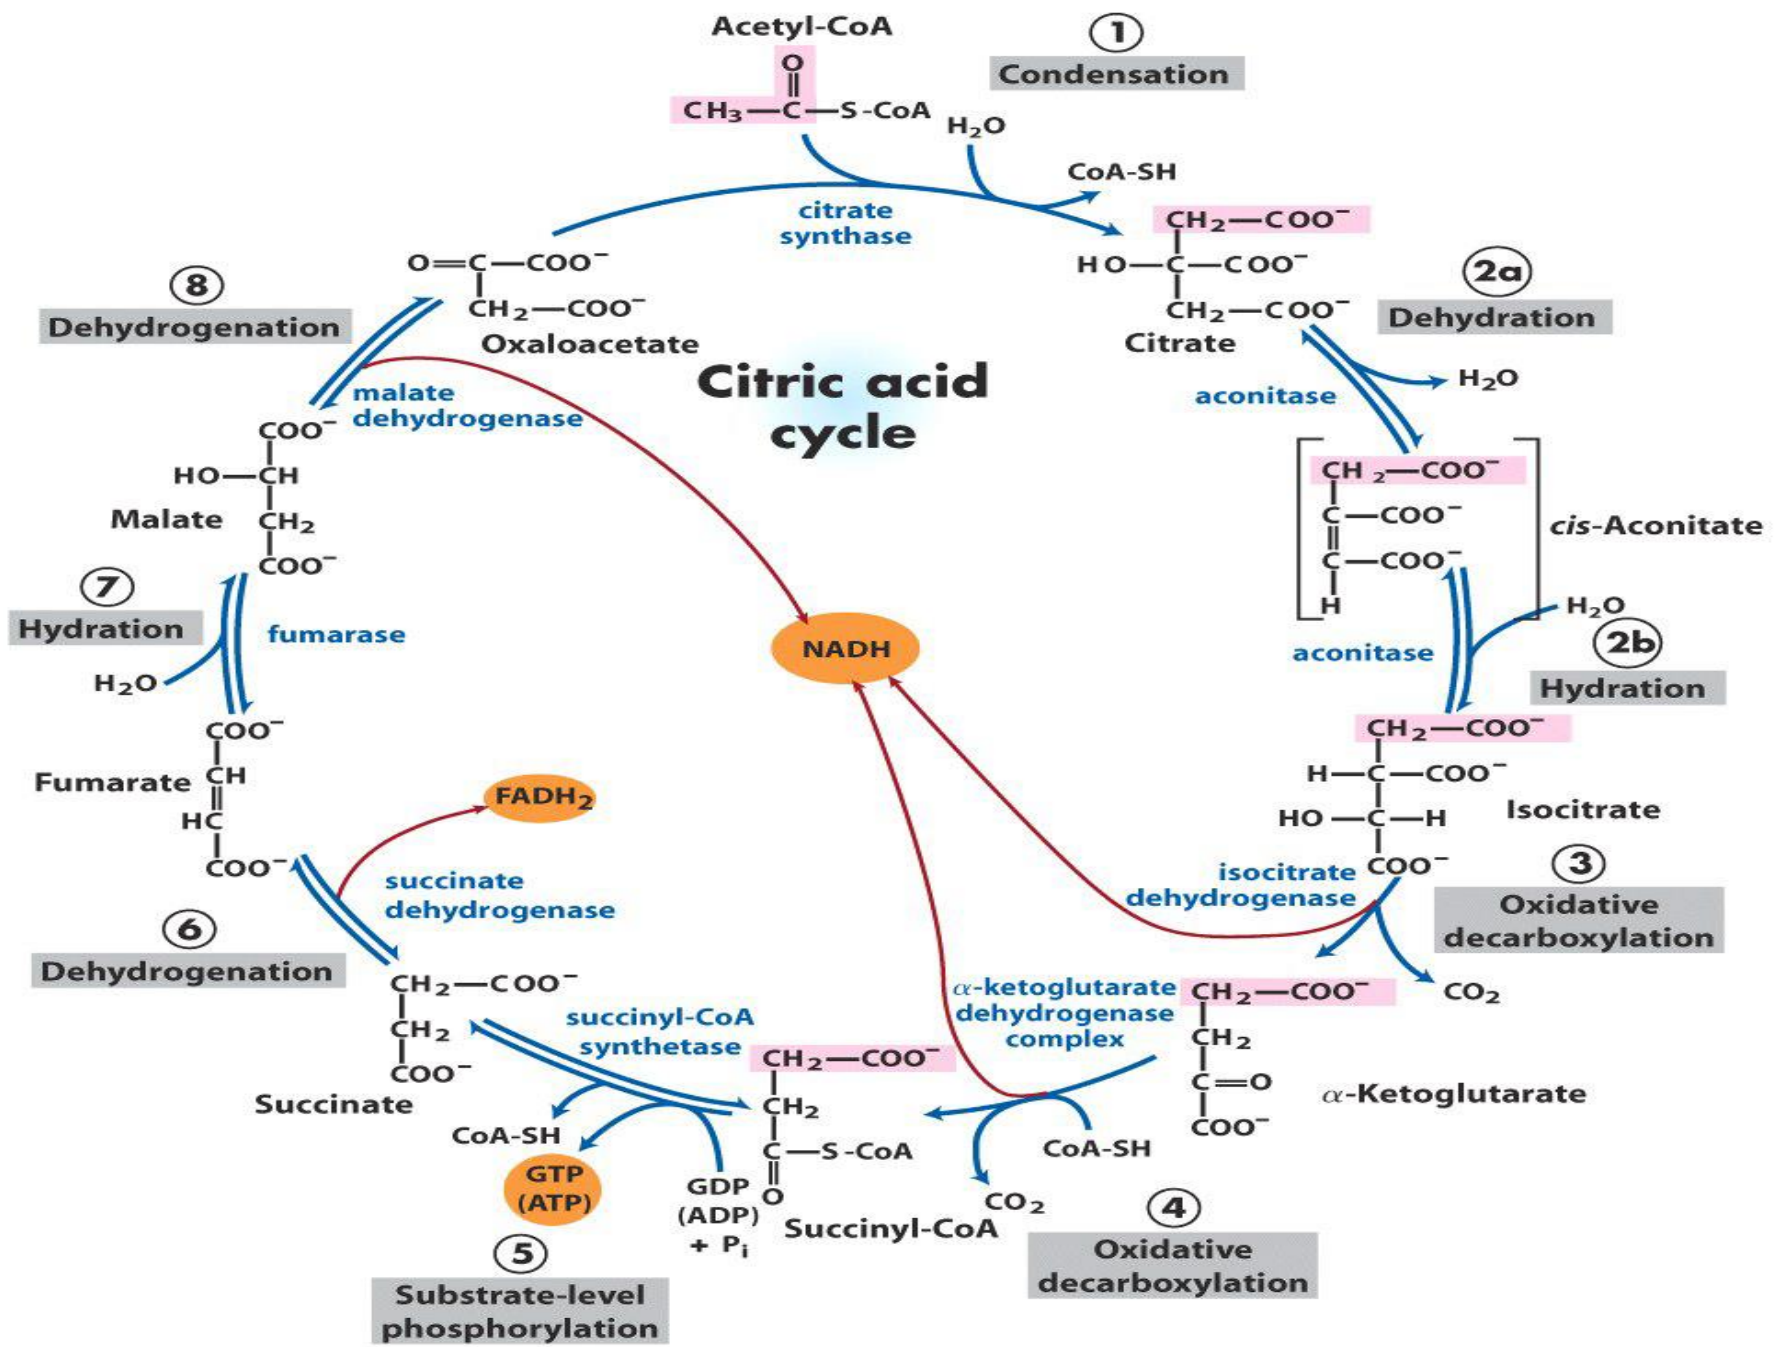 Acetyl-CoA
O
CH₃—C—S-CoA
1
Condensation
H₂O
CoA-SH
citrate
synthase
CH₂—COO⁻
HO—C—COO⁻
CH₂—COO⁻
Citrate
2a
Dehydration
H₂O
aconitase
CH₂—COO⁻
C—COO⁻
C—COO⁻
H
cis-Aconitate
H₂O
aconitase
2b
Hydration
CH₂—COO⁻
H—C—COO⁻
HO—C—H
COO⁻
Isocitrate
3
Oxidative
decarboxylation
isocitrate
dehydrogenase
CO₂
CH₂—COO⁻
CH₂
C=O
COO⁻
α-Ketoglutarate
α-ketoglutarate
dehydrogenase
complex
CoA-SH
CO₂
4
Oxidative
decarboxylation
CH₂—COO⁻
CH₂
C—S-CoA
O
Succinyl-CoA
succinyl-CoA
synthetase
GDP
(ADP)
+ Pᵢ
CoA-SH
GTP
(ATP)
5
Substrate-level
phosphorylation
CH₂—COO⁻
CH₂
COO⁻
Succinate
6
Dehydrogenation
succinate
dehydrogenase
FADH₂
COO⁻
CH
HC
COO⁻
Fumarate
7
Hydration
H₂O
fumarase
COO⁻
HO—CH
CH₂
COO⁻
Malate
8
Dehydrogenation
malate
dehydrogenase
O=C—COO⁻
CH₂—COO⁻
Oxaloacetate
Citric acid
cycle
NADH